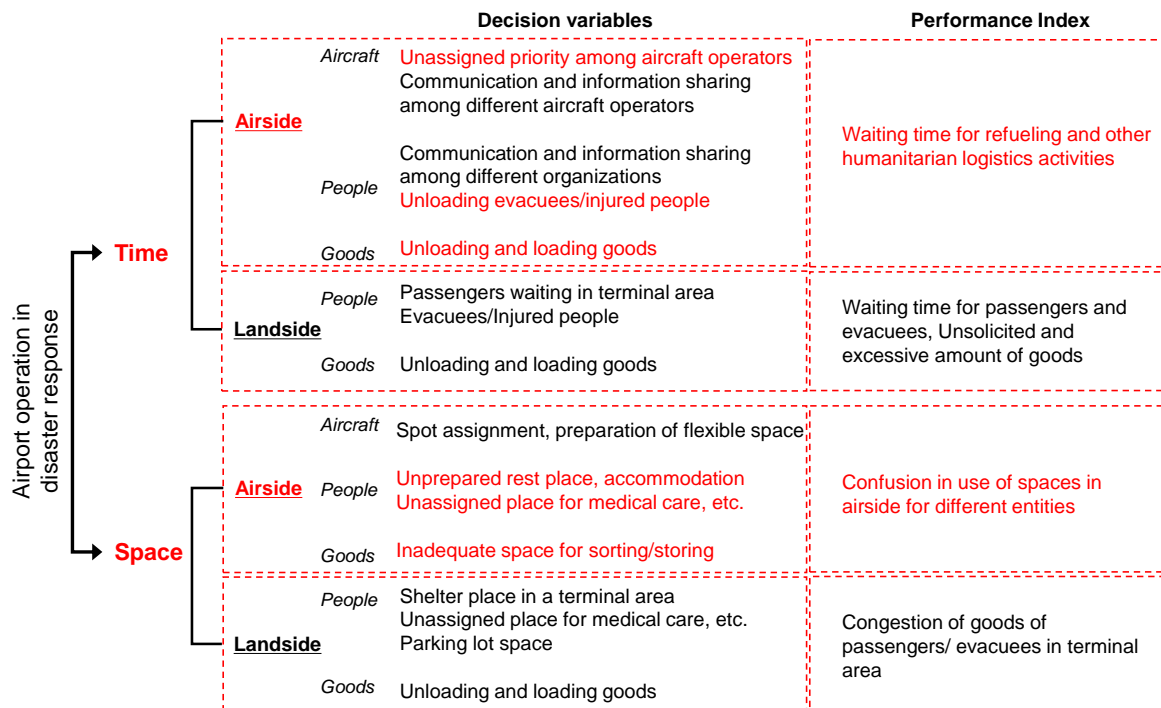 Decision variables
Performance Index
Airport operation in
disaster response
Time
Airside
Aircraft
Unassigned priority among aircraft operators
Communication and information sharing
among different aircraft operators
People
Communication and information sharing
among different organizations
Unloading evacuees/injured people
Goods
Unloading and loading goods
Waiting time for refueling and other
humanitarian logistics activities
Landside
People
Passengers waiting in terminal area
Evacuees/Injured people
Goods
Unloading and loading goods
Waiting time for passengers and
evacuees, Unsolicited and
excessive amount of goods
Space
Airside
Aircraft
Spot assignment, preparation of flexible space
People
Unprepared rest place, accommodation
Unassigned place for medical care, etc.
Goods
Inadequate space for sorting/storing
Confusion in use of spaces in
airside for different entities
Landside
People
Shelter place in a terminal area
Unassigned place for medical care, etc.
Parking lot space
Goods
Unloading and loading goods
Congestion of goods of
passengers/ evacuees in terminal
area